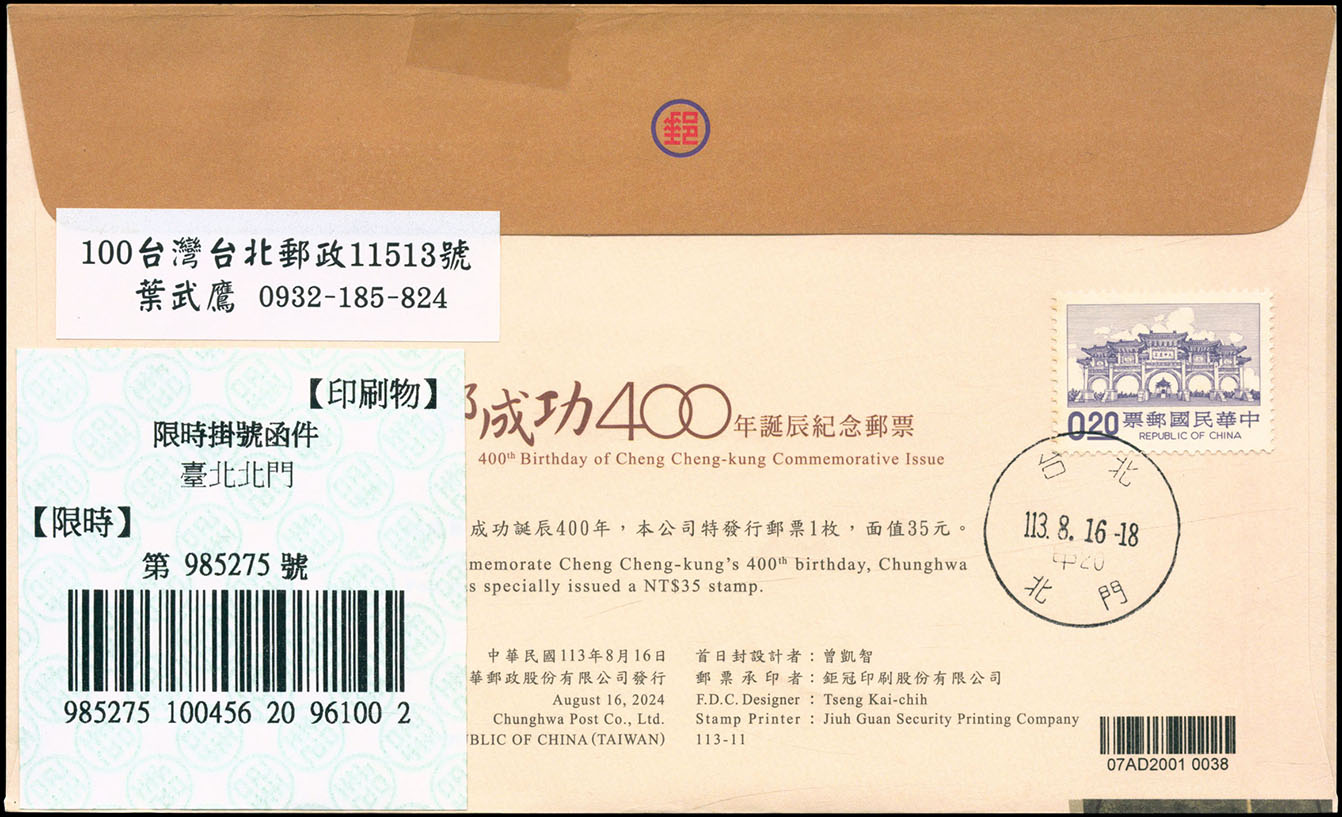 郵
100台灣台北郵政11513號
葉武鷹 0932-185-824
【印刷物】
限時掛號函件
臺北北門
【限時】
第 985275 號
985275 100456 20 96100 2
成功400年誕辰紀念郵票
400th Birthday of Cheng Cheng-kung Commemorative Issue
成功誕辰400年，本公司特發行郵票1枚，面值35元。
memorate Cheng Cheng-kung's 400th birthday, Chunghwa
s specially issued a NT$35 stamp.
中華民國113年8月16日
華郵政股份有限公司發行
August 16, 2024
Chunghwa Post Co., Ltd.
BLIC OF CHINA (TAIWAN)
首日封設計者：曾凱智
郵票承印者：鉅冠印刷股份有限公司
F.D.C. Designer : Tseng Kai-chih
Stamp Printer : Jiuh Guan Security Printing Company
113-11
0.20 票郵國民華中
REPUBLIC OF CHINA
台北
113. 8. 16 -18
北門
07AD2001 0038